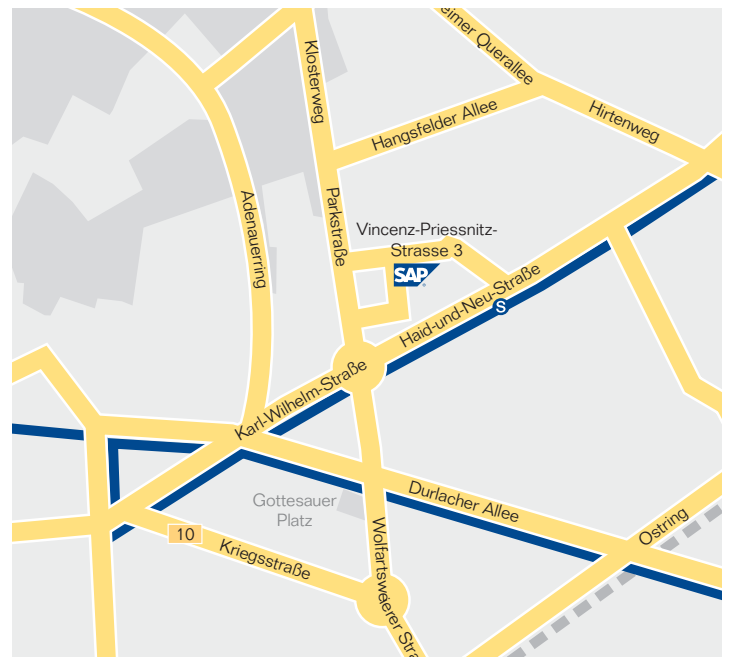 eimer Querallee
Klosterweg
Hirtenweg
Hangsfelder Allee
Adenauerring
Parkstraße
Vincenz-Priessnitz-
Strasse 3
SAP
Haid-und-Neu-Straße
S
Karl-Wilhelm-Straße
Durlacher Allee
Gottesauer
Platz
Ostring
10
Kriegsstraße
Wolfartsweierer Stra